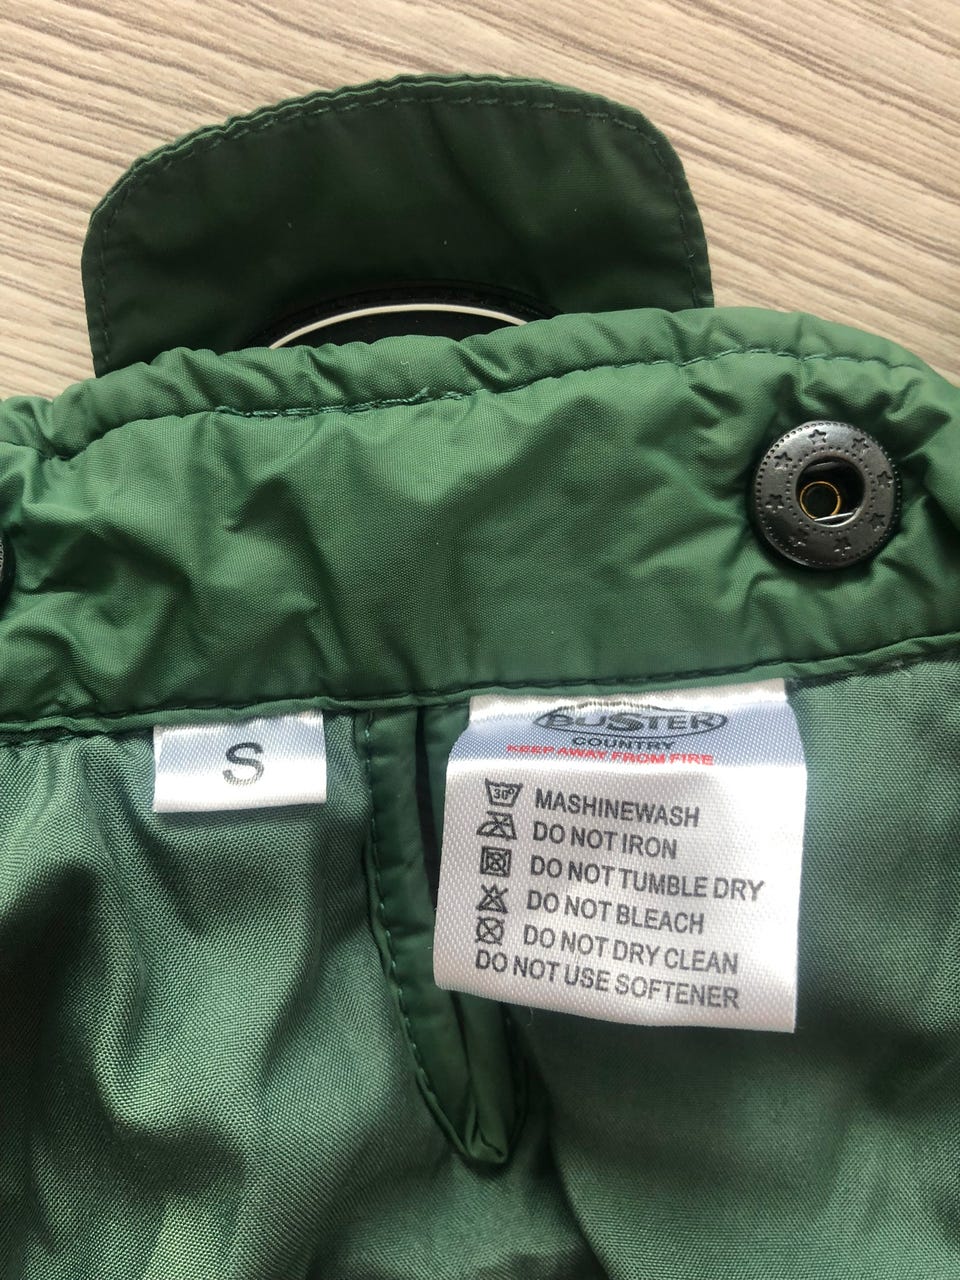 S
BUSTER
COUNTRY
KEEP AWAY FROM FIRE
30° MASHINEWASH
DO NOT IRON
DO NOT TUMBLE DRY
DO NOT BLEACH
DO NOT DRY CLEAN
DO NOT USE SOFTENER